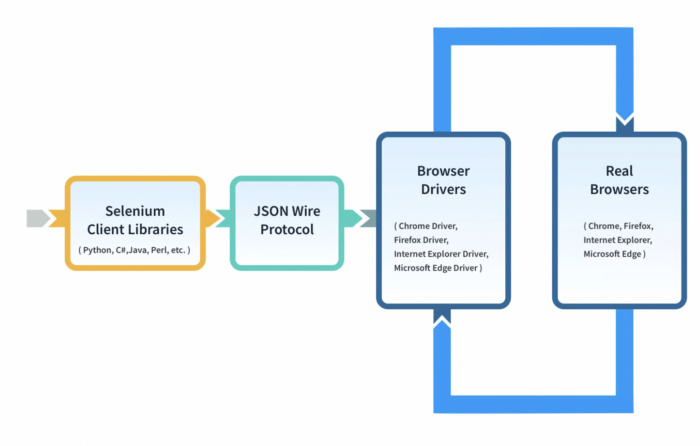 Selenium
Client Libraries
( Python, C#,Java, Perl, etc. )
JSON Wire
Protocol
Browser
Drivers
( Chrome Driver,
Firefox Driver,
Internet Explorer Driver,
Microsoft Edge Driver )
Real
Browsers
( Chrome, Firefox,
Internet Explorer,
Microsoft Edge )